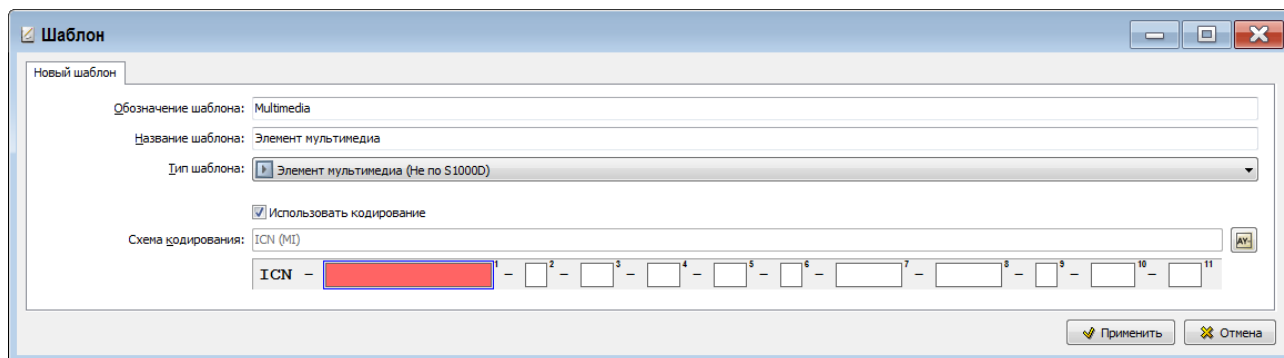 Шаблон
Новый шаблон
Обозначение шаблона: Multimedia
Название шаблона: Элемент мультимедиа
Тип шаблона: Элемент мультимедиа (Не по S1000D)
Использовать кодирование
Схема кодирования: ICN (MI) AY-
ICN - 1 - 2 - 3 - 4 - 5 - 6 - 7 - 8 - 9 - 10 - 11
Применить Отмена